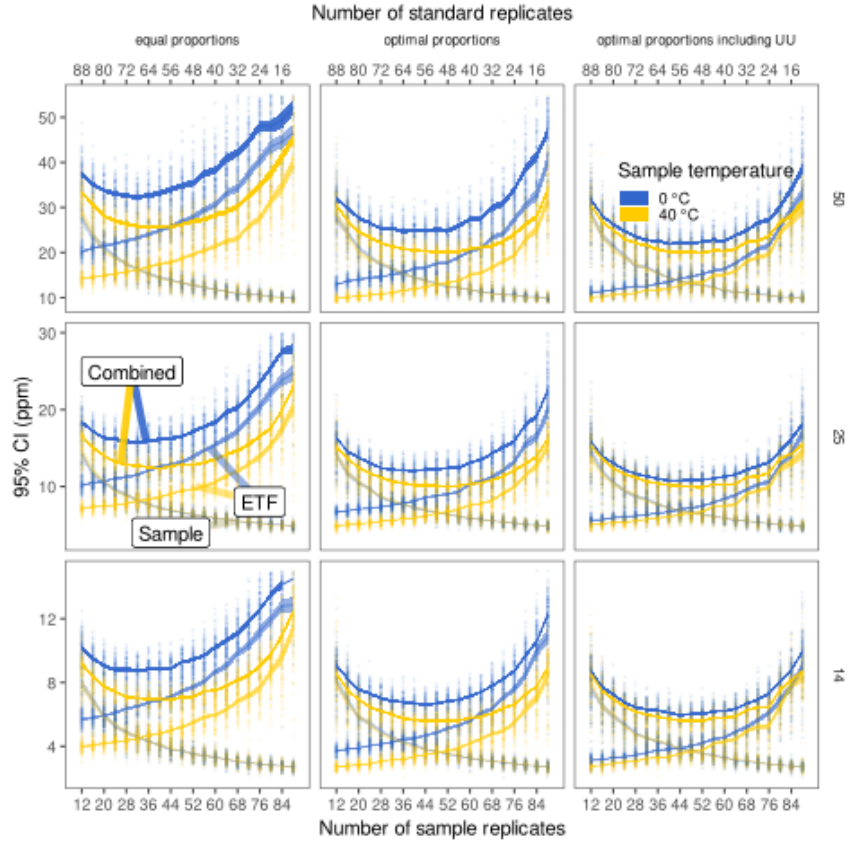 Number of standard replicates
equal proportions optimal proportions optimal proportions including UU
88 80 72 64 56 48 40 32 24 16 88 80 72 64 56 48 40 32 24 16 88 80 72 64 56 48 40 32 24 16
50
40
30
20
10
Sample temperature
0 °C
40 °C
50
95% CI (ppm)
30
20
10
Combined
ETF
Sample
25
12
8
4
14
12 20 28 36 44 52 60 68 76 84 12 20 28 36 44 52 60 68 76 84 12 20 28 36 44 52 60 68 76 84
Number of sample replicates